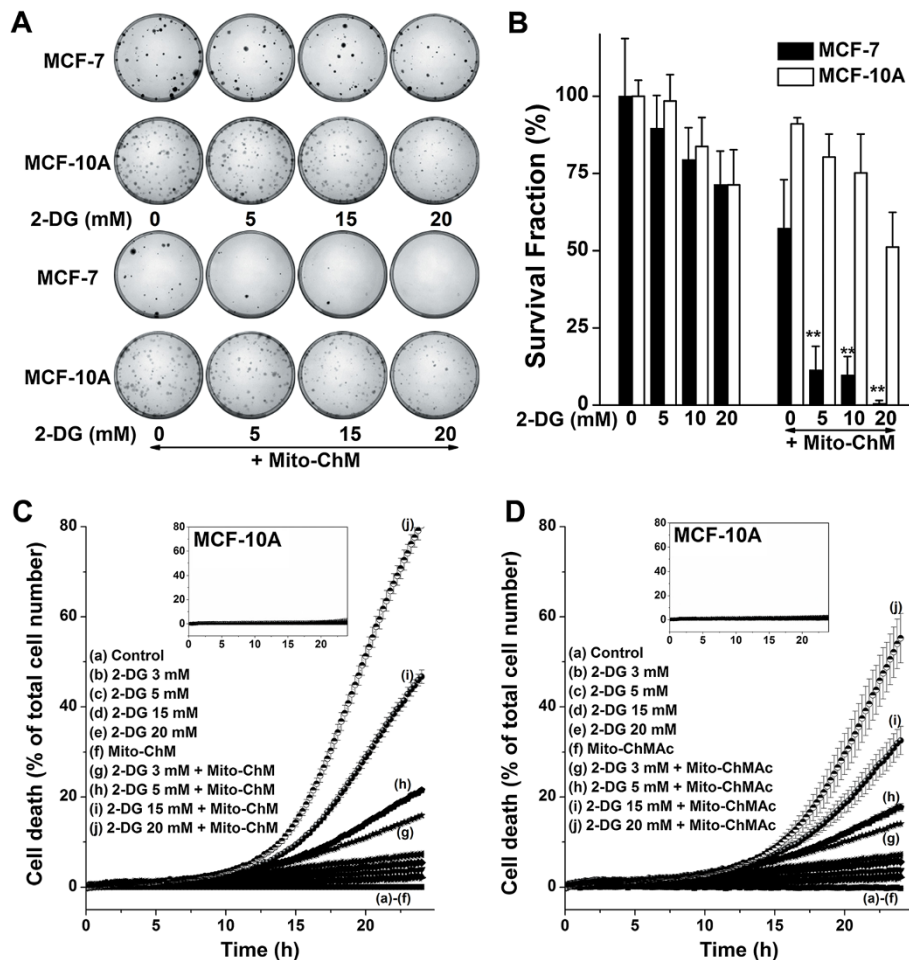 A
MCF-7
MCF-10A
2-DG (mM) 0 5 15 20
MCF-7
MCF-10A
2-DG (mM) 0 5 15 20
+ Mito-ChM
B
MCF-7
MCF-10A
Survival Fraction (%)
100
75
50
25
0
** ** **
2-DG (mM) 0 5 10 20 0 5 10 20
+ Mito-ChM
C
Cell death (% of total cell number)
80
60
40
20
0
MCF-10A
80
60
40
20
0
0 5 10 15 20
(a) Control
(b) 2-DG 3 mM
(c) 2-DG 5 mM
(d) 2-DG 15 mM
(e) 2-DG 20 mM
(f) Mito-ChM
(g) 2-DG 3 mM + Mito-ChM
(h) 2-DG 5 mM + Mito-ChM
(i) 2-DG 15 mM + Mito-ChM
(j) 2-DG 20 mM + Mito-ChM
(j)
(i)
(h)
(g)
(a)-(f)
0 5 10 15 20
Time (h)
D
Cell death (% of total cell number)
80
60
40
20
0
MCF-10A
80
60
40
20
0
0 5 10 15 20
(a) Control
(b) 2-DG 3 mM
(c) 2-DG 5 mM
(d) 2-DG 15 mM
(e) 2-DG 20 mM
(f) Mito-ChMAc
(g) 2-DG 3 mM + Mito-ChMAc
(h) 2-DG 5 mM + Mito-ChMAc
(i) 2-DG 15 mM + Mito-ChMAc
(j) 2-DG 20 mM + Mito-ChMAc
(j)
(i)
(h)
(g)
(a)-(f)
0 5 10 15 20
Time (h)